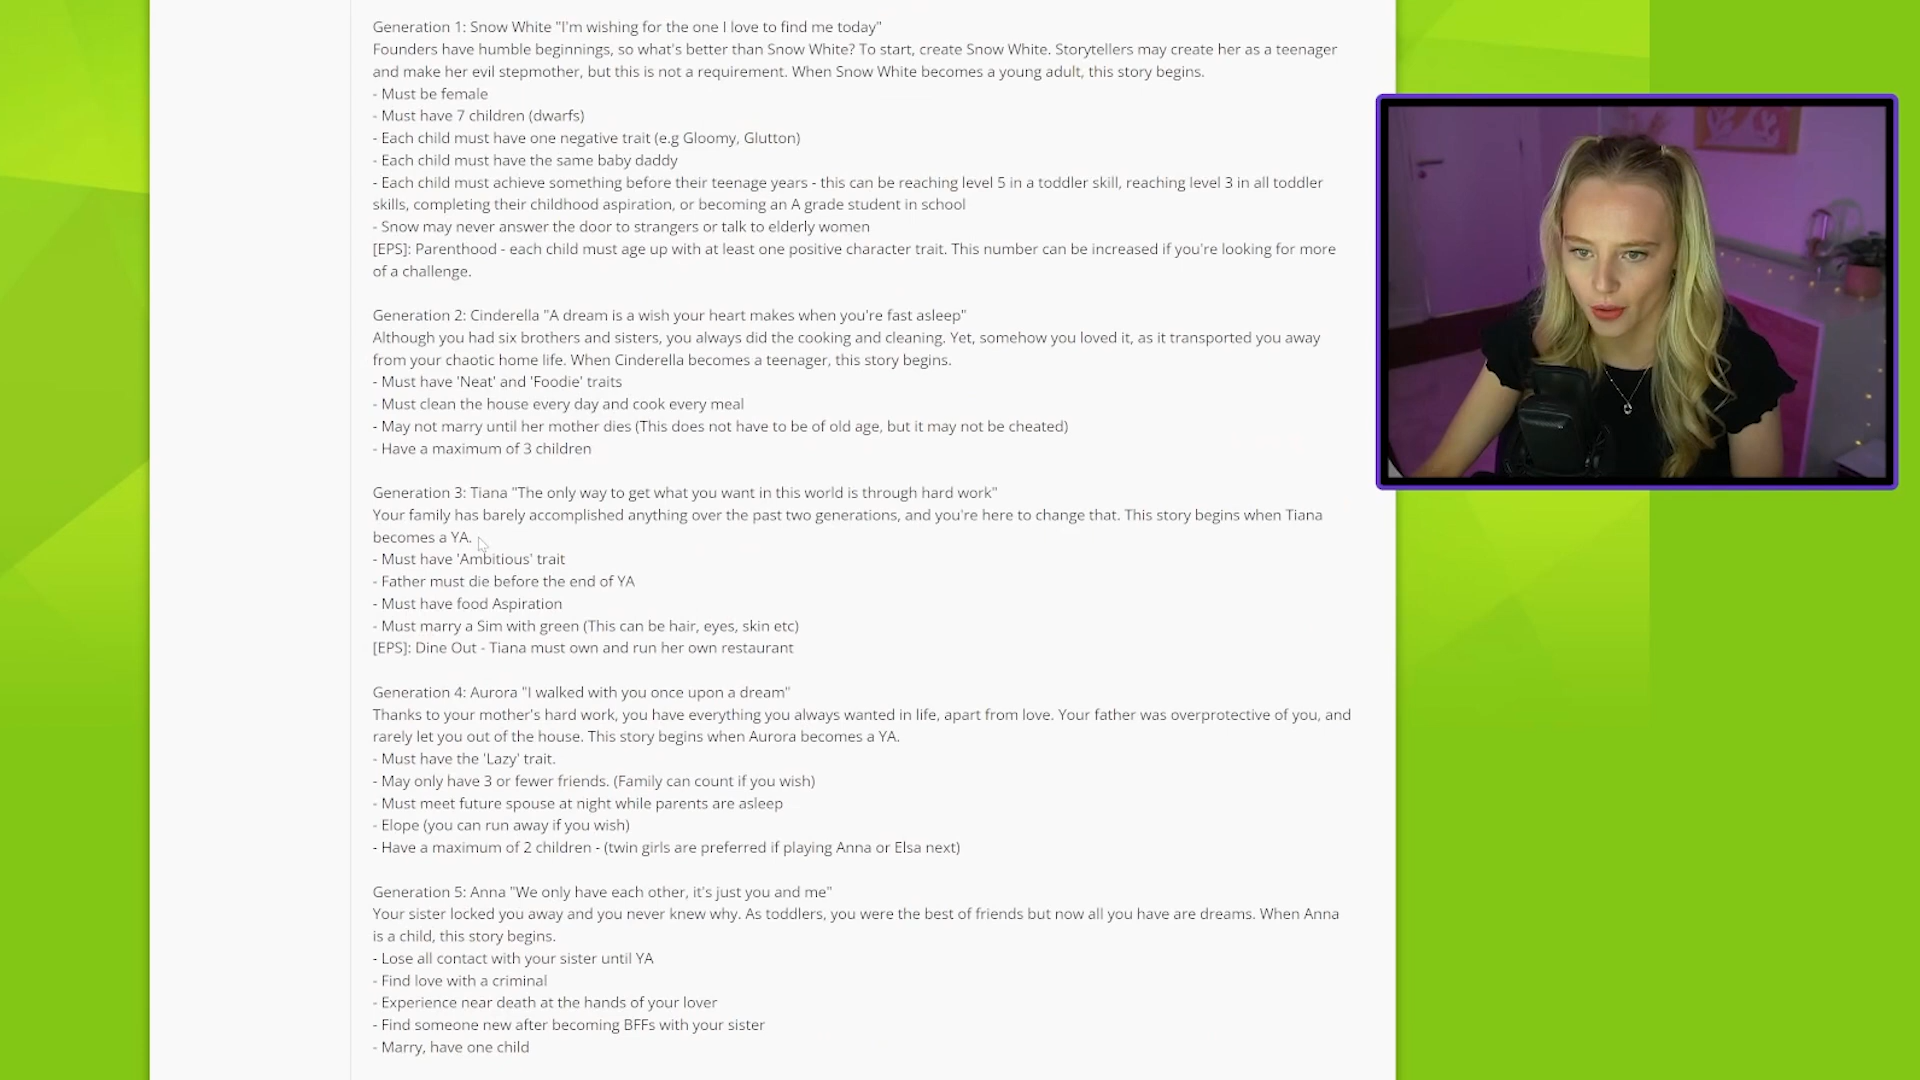 Generation 1: Snow White "I'm wishing for the one I love to find me today"
Founders have humble beginnings, so what's better than Snow White? To start, create Snow White. Storytellers may create her as a teenager
and make her evil stepmother, but this is not a requirement. When Snow White becomes a young adult, this story begins.
- Must be female
- Must have 7 children (dwarfs)
- Each child must have one negative trait (e.g Gloomy, Glutton)
- Each child must have the same baby daddy
- Each child must achieve something before their teenage years - this can be reaching level 5 in a toddler skill, reaching level 3 in all toddler
skills, completing their childhood aspiration, or becoming an A grade student in school
- Snow may never answer the door to strangers or talk to elderly women
[EPS]: Parenthood - each child must age up with at least one positive character trait. This number can be increased if you're looking for more
of a challenge.
Generation 2: Cinderella "A dream is a wish your heart makes when you're fast asleep"
Although you had six brothers and sisters, you always did the cooking and cleaning. Yet, somehow you loved it, as it transported you away
from your chaotic home life. When Cinderella becomes a teenager, this story begins.
- Must have 'Neat' and 'Foodie' traits
- Must clean the house every day and cook every meal
- May not marry until her mother dies (This does not have to be of old age, but it may not be cheated)
- Have a maximum of 3 children
Generation 3: Tiana "The only way to get what you want in this world is through hard work"
Your family has barely accomplished anything over the past two generations, and you're here to change that. This story begins when Tiana
becomes a YA.
- Must have 'Ambitious' trait
- Father must die before the end of YA
- Must have food Aspiration
- Must marry a Sim with green (This can be hair, eyes, skin etc)
[EPS]: Dine Out - Tiana must own and run her own restaurant
Generation 4: Aurora "I walked with you once upon a dream"
Thanks to your mother's hard work, you have everything you always wanted in life, apart from love. Your father was overprotective of you, and
rarely let you out of the house. This story begins when Aurora becomes a YA.
- Must have the 'Lazy' trait.
- May only have 3 or fewer friends. (Family can count if you wish)
- Must meet future spouse at night while parents are asleep
- Elope (you can run away if you wish)
- Have a maximum of 2 children - (twin girls are preferred if playing Anna or Elsa next)
Generation 5: Anna "We only have each other, it's just you and me"
Your sister locked you away and you never knew why. As toddlers, you were the best of friends but now all you have are dreams. When Anna
is a child, this story begins.
- Lose all contact with your sister until YA
- Find love with a criminal
- Experience near death at the hands of your lover
- Find someone new after becoming BFFs with your sister
- Marry, have one child